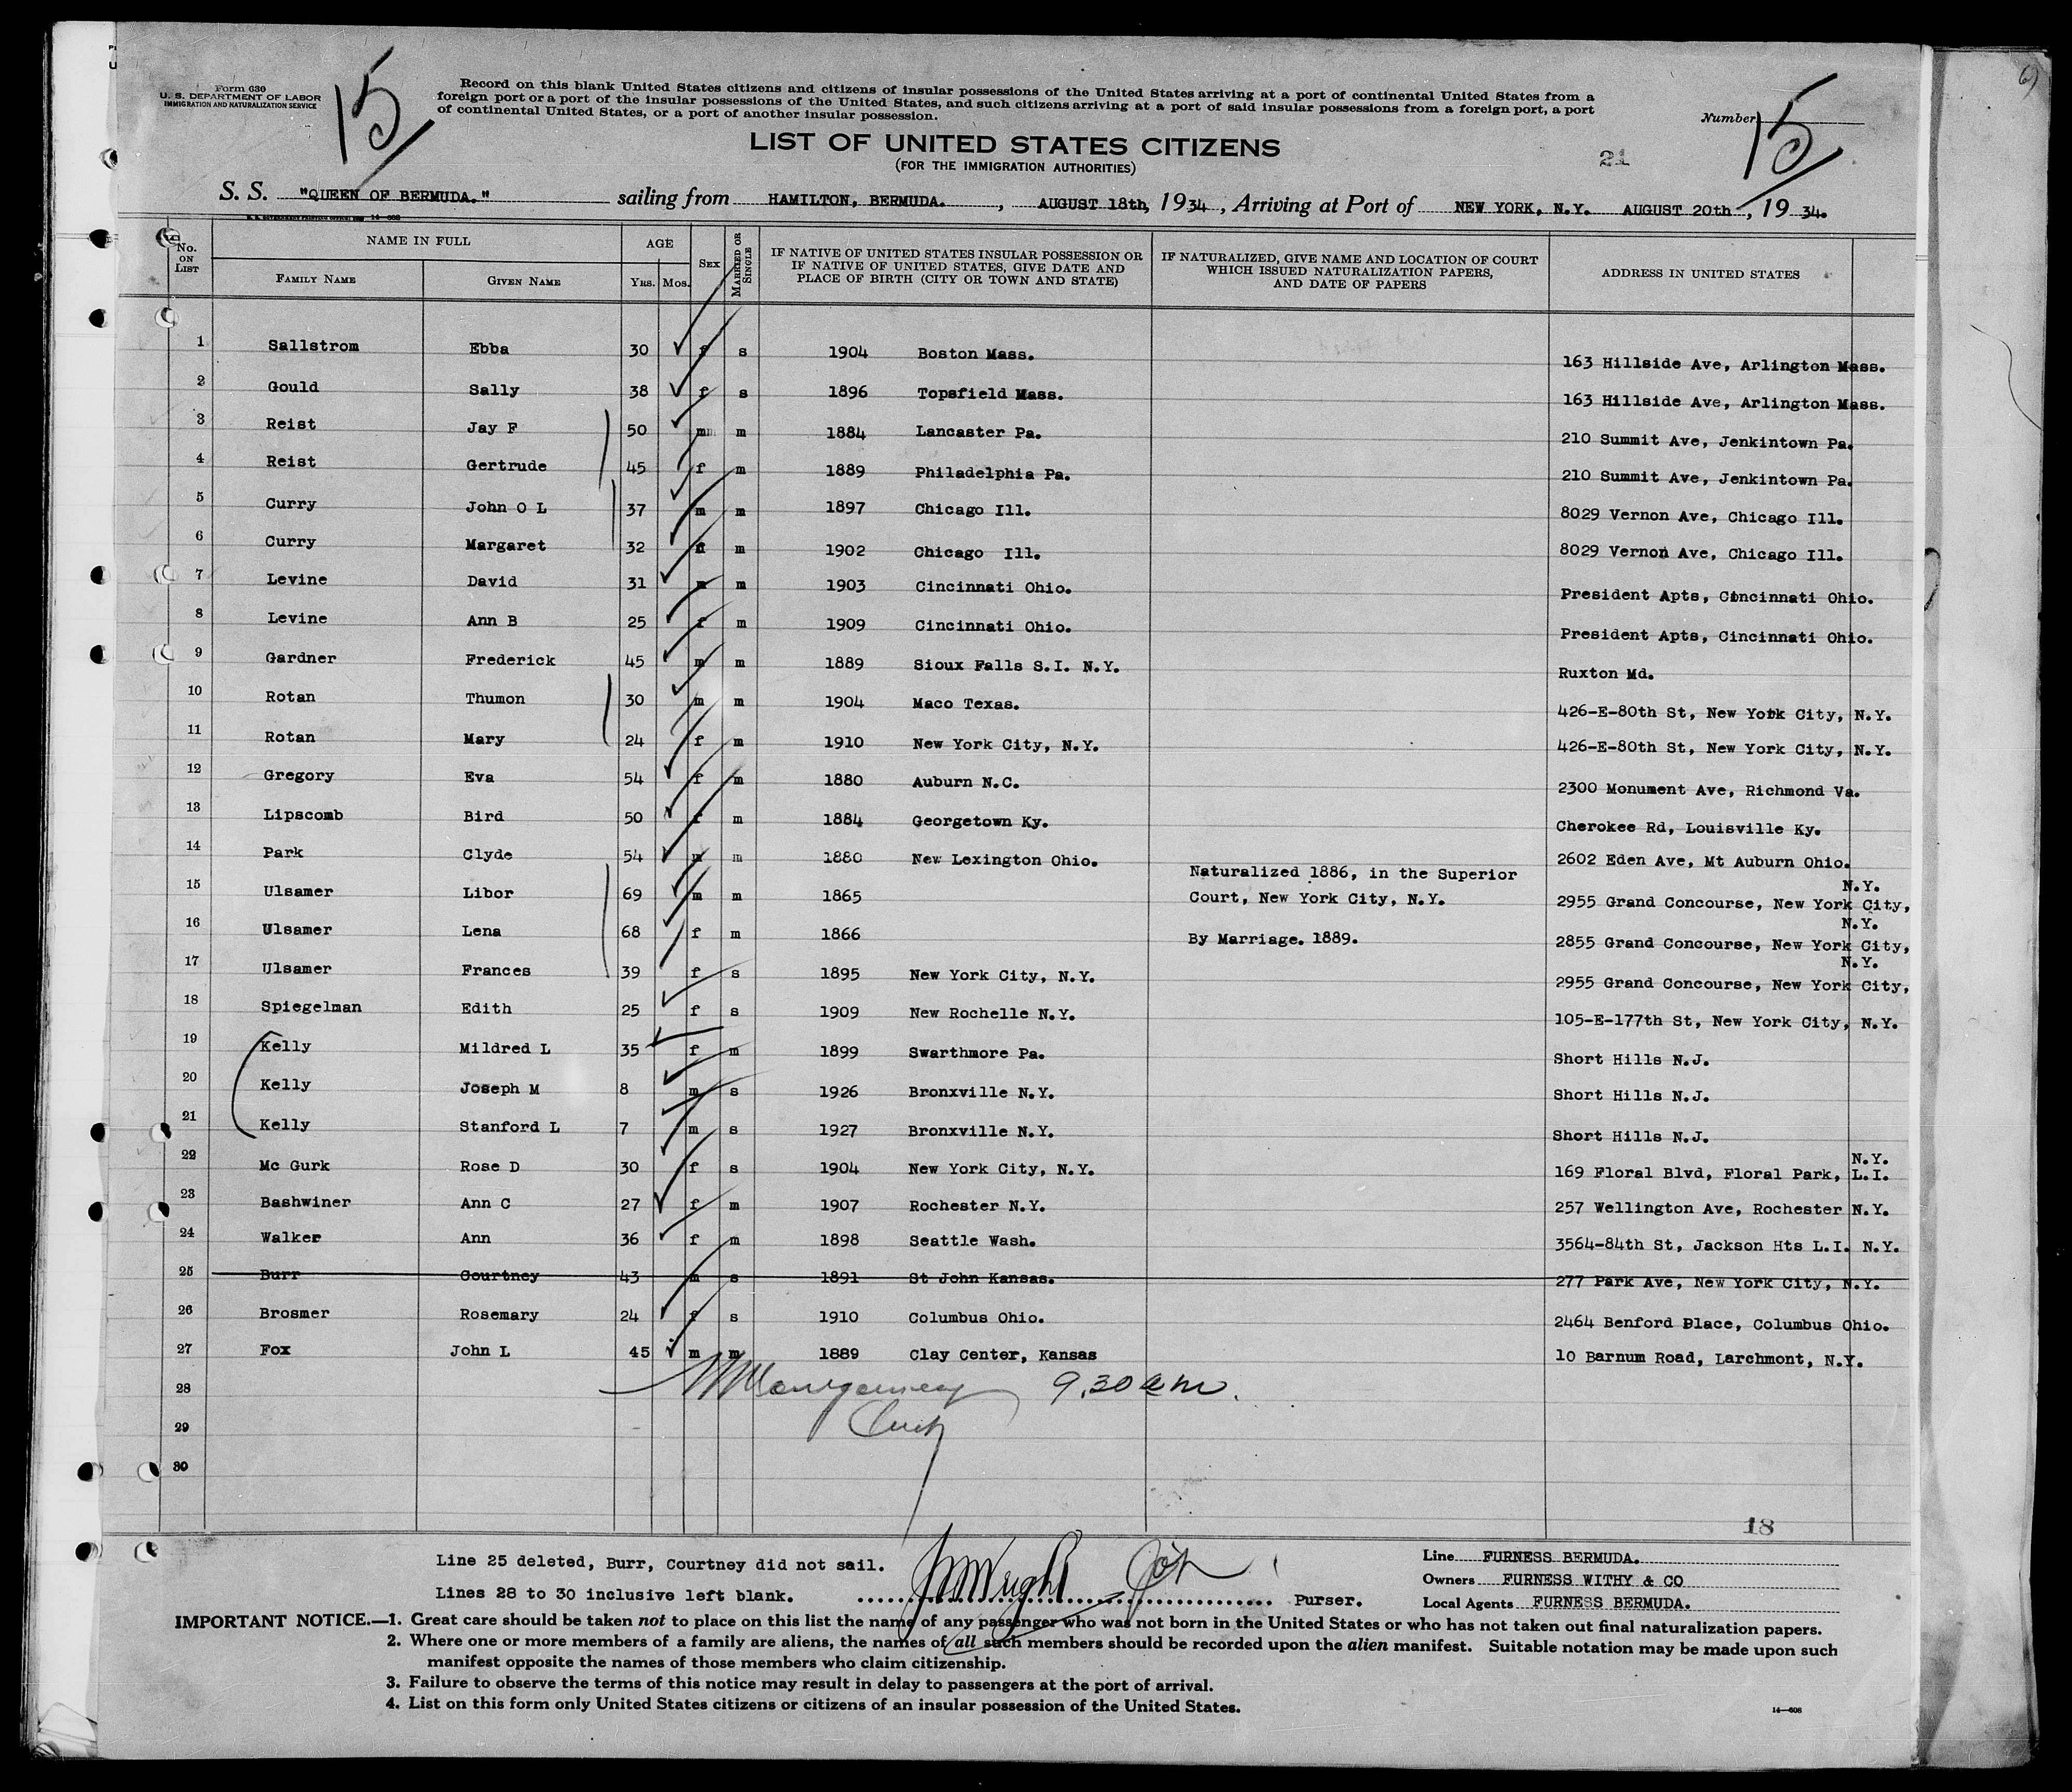 Form 630
U. S. DEPARTMENT OF LABOR
IMMIGRATION AND NATURALIZATION SERVICE
15
Record on this blank United States citizens and citizens of insular possessions of the United States arriving at a port of continental United States from a
foreign port or a port of the insular possessions of the United States, and such citizens arriving at a port of said insular possessions from a foreign port, a port
of continental United States, or a port of another insular possession.
Number 15
LIST OF UNITED STATES CITIZENS
(FOR THE IMMIGRATION AUTHORITIES)
21
S. S. "QUEEN OF BERMUDA." sailing from HAMILTON, BERMUDA. , AUGUST 18th, 1934 , Arriving at Port of NEW YORK, N.Y. AUGUST 20th , 19 34.
No. ON LIST NAME IN FULL FAMILY NAME GIVEN NAME AGE YRS. MOS. SEX MARRIED OR SINGLE IF NATIVE OF UNITED STATES INSULAR POSSESSION OR IF NATIVE OF UNITED STATES, GIVE DATE AND PLACE OF BIRTH (CITY OR TOWN AND STATE) IF NATURALIZED, GIVE NAME AND LOCATION OF COURT WHICH ISSUED NATURALIZATION PAPERS, AND DATE OF PAPERS ADDRESS IN UNITED STATES
1 Sallstrom Ebba 30 f s 1904 Boston Mass. 163 Hillside Ave, Arlington Mass.
2 Gould Sally 38 f s 1896 Topsfield Mass. 163 Hillside Ave, Arlington Mass.
3 Reist Jay F 50 m m 1884 Lancaster Pa. 210 Summit Ave, Jenkintown Pa.
4 Reist Gertrude 45 f m 1889 Philadelphia Pa. 210 Summit Ave, Jenkintown Pa.
5 Curry John O L 37 m m 1897 Chicago Ill. 8029 Vernon Ave, Chicago Ill.
6 Curry Margaret 32 f m 1902 Chicago Ill. 8029 Vernon Ave, Chicago Ill.
7 Levine David 31 m m 1903 Cincinnati Ohio. President Apts, Cincinnati Ohio.
8 Levine Ann B 25 f m 1909 Cincinnati Ohio. President Apts, Cincinnati Ohio.
9 Gardner Frederick 45 m m 1889 Sioux Falls S.I. N.Y. Ruxton Md.
10 Rotan Thumon 30 m m 1904 Maco Texas. 426-E-80th St, New York City, N.Y.
11 Rotan Mary 24 f m 1910 New York City, N.Y. 426-E-80th St, New York City, N.Y.
12 Gregory Eva 54 f m 1880 Auburn N.C. 2300 Monument Ave, Richmond Va.
13 Lipscomb Bird 50 f m 1884 Georgetown Ky. Cherokee Rd, Louisville Ky.
14 Park Clyde 54 m m 1880 New Lexington Ohio. 2602 Eden Ave, Mt Auburn Ohio.
15 Ulsamer Libor 69 m m 1865 Naturalized 1886, in the Superior Court, New York City, N.Y. 2955 Grand Concourse, New York City, N.Y.
16 Ulsamer Lena 68 f m 1866 By Marriage. 1889. 2855 Grand Concourse, New York City, N.Y.
17 Ulsamer Frances 39 f s 1895 New York City, N.Y. 2955 Grand Concourse, New York City, N.Y.
18 Spiegelman Edith 25 f s 1909 New Rochelle N.Y. 105-E-177th St, New York City, N.Y.
19 Kelly Mildred L 35 f m 1899 Swarthmore Pa. Short Hills N.J.
20 Kelly Joseph M 8 m s 1926 Bronxville N.Y. Short Hills N.J.
21 Kelly Stanford L 7 m s 1927 Bronxville N.Y. Short Hills N.J.
22 Mc Gurk Rose D 30 f s 1904 New York City, N.Y. 169 Floral Blvd, Floral Park, L.I. N.Y.
23 Bashwiner Ann C 27 f m 1907 Rochester N.Y. 257 Wellington Ave, Rochester N.Y.
24 Walker Ann 36 f m 1898 Seattle Wash. 3564-84th St, Jackson Hts L.I. N.Y.
25 Burr Courtney 43 m s 1891 St John Kansas. 277 Park Ave, New York City, N.Y.
26 Brosmer Rosemary 24 f s 1910 Columbus Ohio. 2464 Benford Place, Columbus Ohio.
27 Fox John L 45 m m 1889 Clay Center, Kansas 10 Barnum Road, Larchmont, N.Y.
28 Montgomery 9.30 am.
29
30
18
Line 25 deleted, Burr, Courtney did not sail.
Lines 28 to 30 inclusive left blank.
Wright Purser.
Line FURNESS BERMUDA.
Owners FURNESS WITHY & CO
Local Agents FURNESS BERMUDA.
IMPORTANT NOTICE.—1. Great care should be taken not to place on this list the name of any passenger who was not born in the United States or who has not taken out final naturalization papers.
2. Where one or more members of a family are aliens, the names of all such members should be recorded upon the alien manifest. Suitable notation may be made upon such
manifest opposite the names of those members who claim citizenship.
3. Failure to observe the terms of this notice may result in delay to passengers at the port of arrival.
4. List on this form only United States citizens or citizens of an insular possession of the United States.
14—608